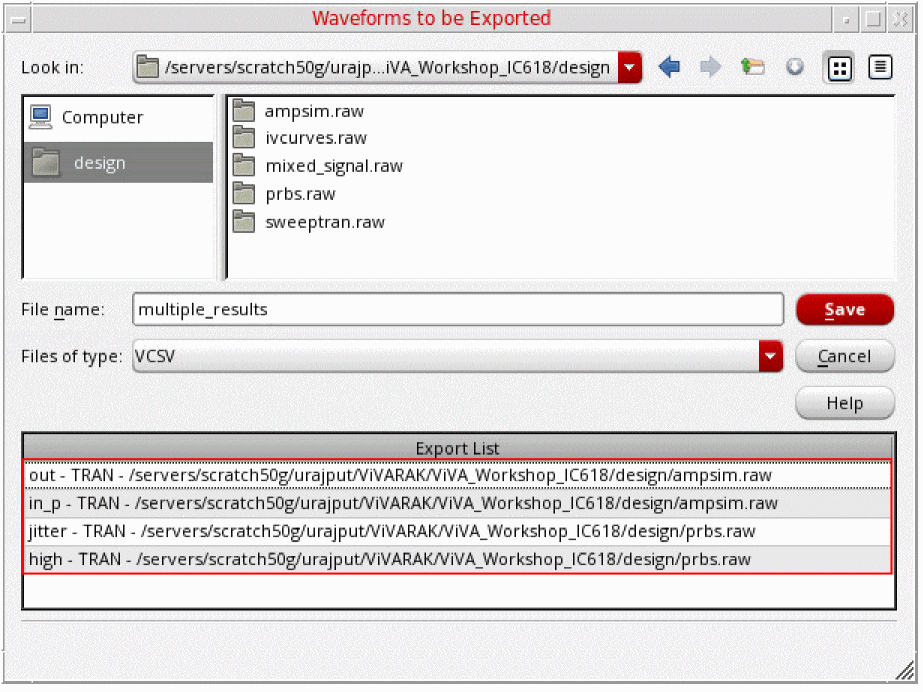 Waveforms to be Exported
Look in: /servers/scratch50g/urajp...iVA_Workshop_IC618/design
Computer
design
ampsim.raw
ivcurves.raw
mixed_signal.raw
prbs.raw
sweeptran.raw
File name: multiple_results Save
Files of type: VCSV Cancel
Help
Export List
out - TRAN - /servers/scratch50g/urajput/ViVARAK/ViVA_Workshop_IC618/design/ampsim.raw
in_p - TRAN - /servers/scratch50g/urajput/ViVARAK/ViVA_Workshop_IC618/design/ampsim.raw
jitter - TRAN - /servers/scratch50g/urajput/ViVARAK/ViVA_Workshop_IC618/design/prbs.raw
high - TRAN - /servers/scratch50g/urajput/ViVARAK/ViVA_Workshop_IC618/design/prbs.raw